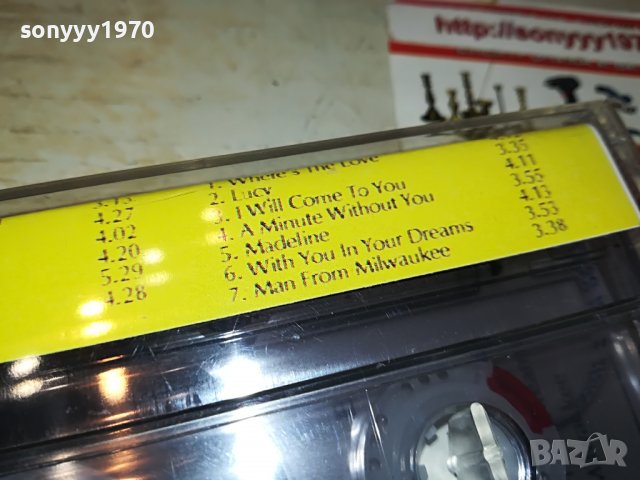 sonyyy1970
http://sonyyy1970
4.27
4.02
4.20
5.29
4.28
1. Where's The Love
2. Lucy
3. I Will Come To You
4. A Minute Without You
5. Madeline
6. With You In Your Dreams
7. Man From Milwaukee
3.35
4.11
3.55
4.13
3.53
3.38
BAZAR
bg